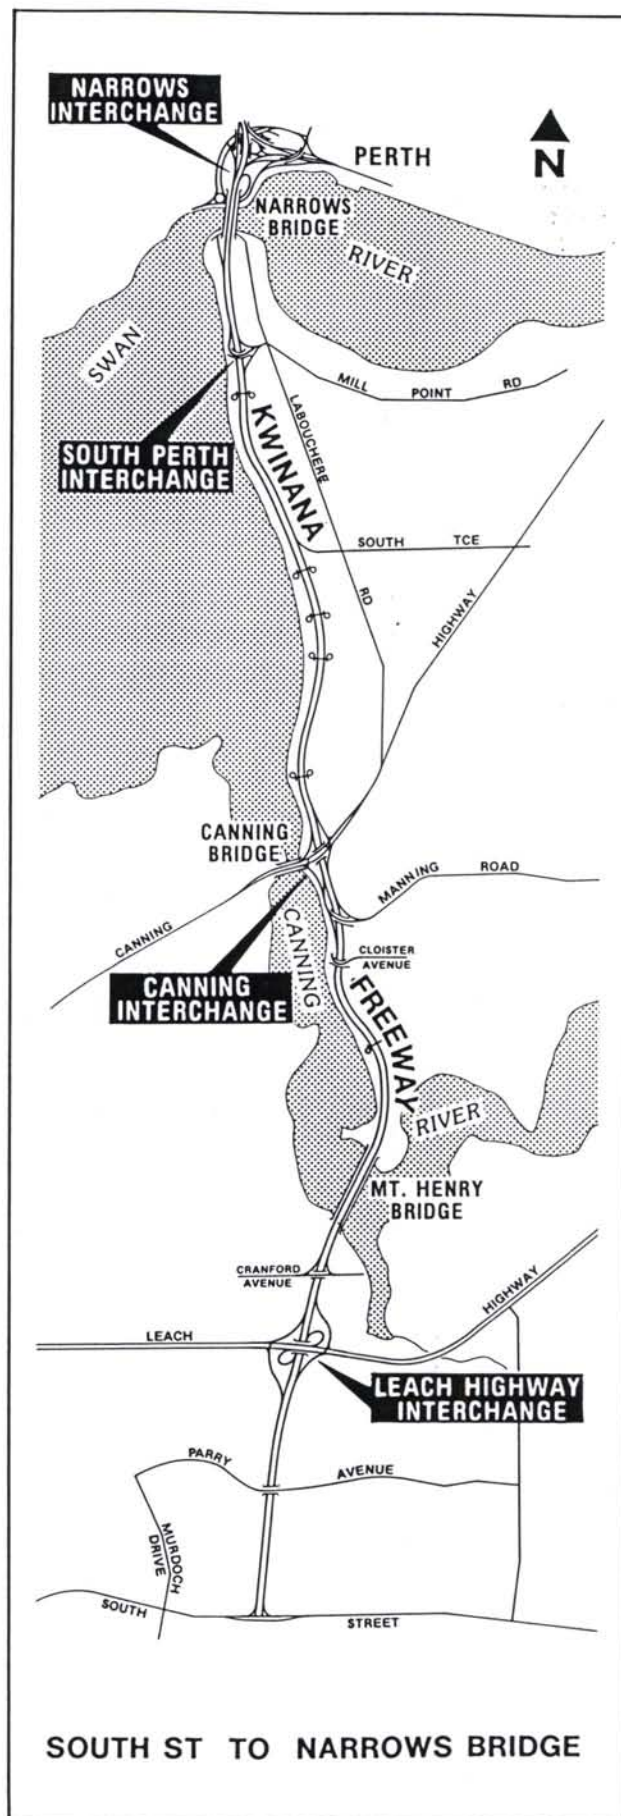 NARROWS
INTERCHANGE
PERTH
N
NARROWS
BRIDGE
RIVER
SWAN
MILL POINT RD
LABOUCHERE
RD
KWINANA
SOUTH PERTH
INTERCHANGE
SOUTH TCE
HIGHWAY
CANNING
BRIDGE
MANNING ROAD
CANNING
CANNING
CLOISTER
AVENUE
CANNING
INTERCHANGE
FREEWAY
RIVER
MT. HENRY
BRIDGE
CRANFORD
AVENUE
HIGHWAY
LEACH
LEACH HIGHWAY
INTERCHANGE
PARRY AVENUE
MURDOCH
DRIVE
SOUTH STREET
SOUTH ST TO NARROWS BRIDGE